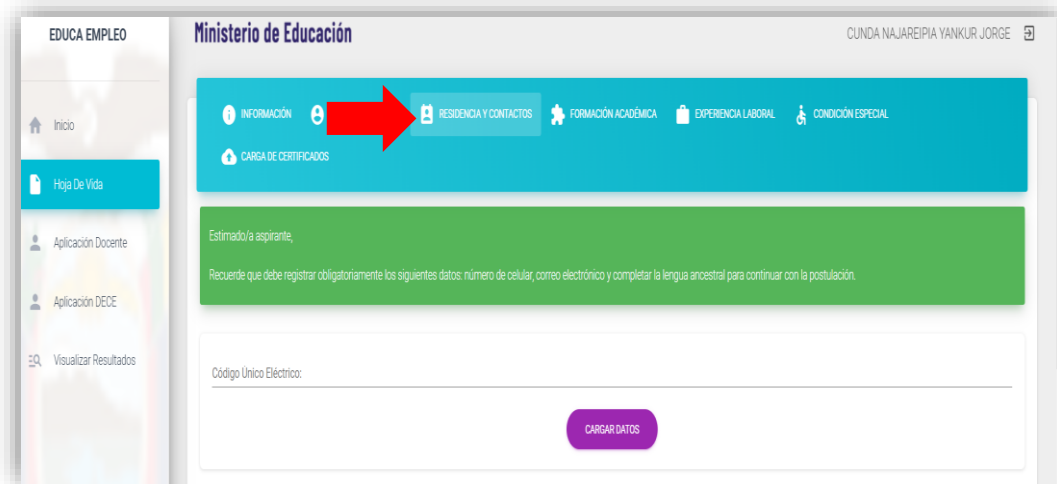 EDUCA EMPLEO
Ministerio de Educación
CUNDA NAJAREIPIA YANKUR JORGE
Inicio
Hoja De Vida
Aplicación Docente
Aplicación DECE
Visualizar Resultados
INFORMACIÓN
RESIDENCIA Y CONTACTOS
FORMACIÓN ACADÉMICA
EXPERIENCIA LABORAL
CONDICIÓN ESPECIAL
CARGA DE CERTIFICADOS
Estimado/a aspirante,
Recuerde que debe registrar obligatoriamente los siguientes datos: número de celular, correo electrónico y completar la lengua ancestral para continuar con la postulación.
Código Único Eléctrico:
CARGAR DATOS